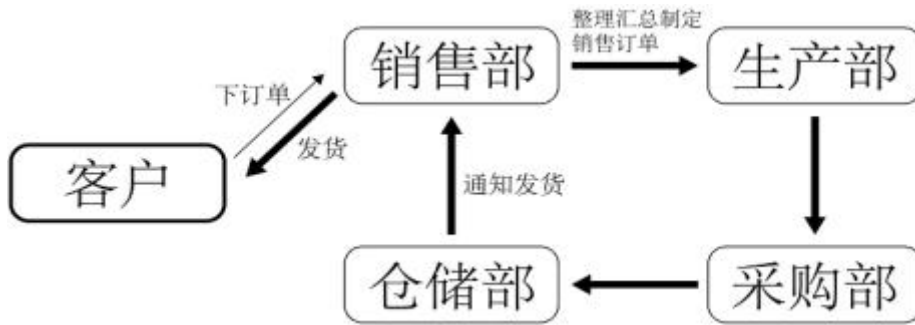 整理汇总制定
销售订单
销售部
生产部
下订单
发货
客户
通知发货
仓储部
采购部